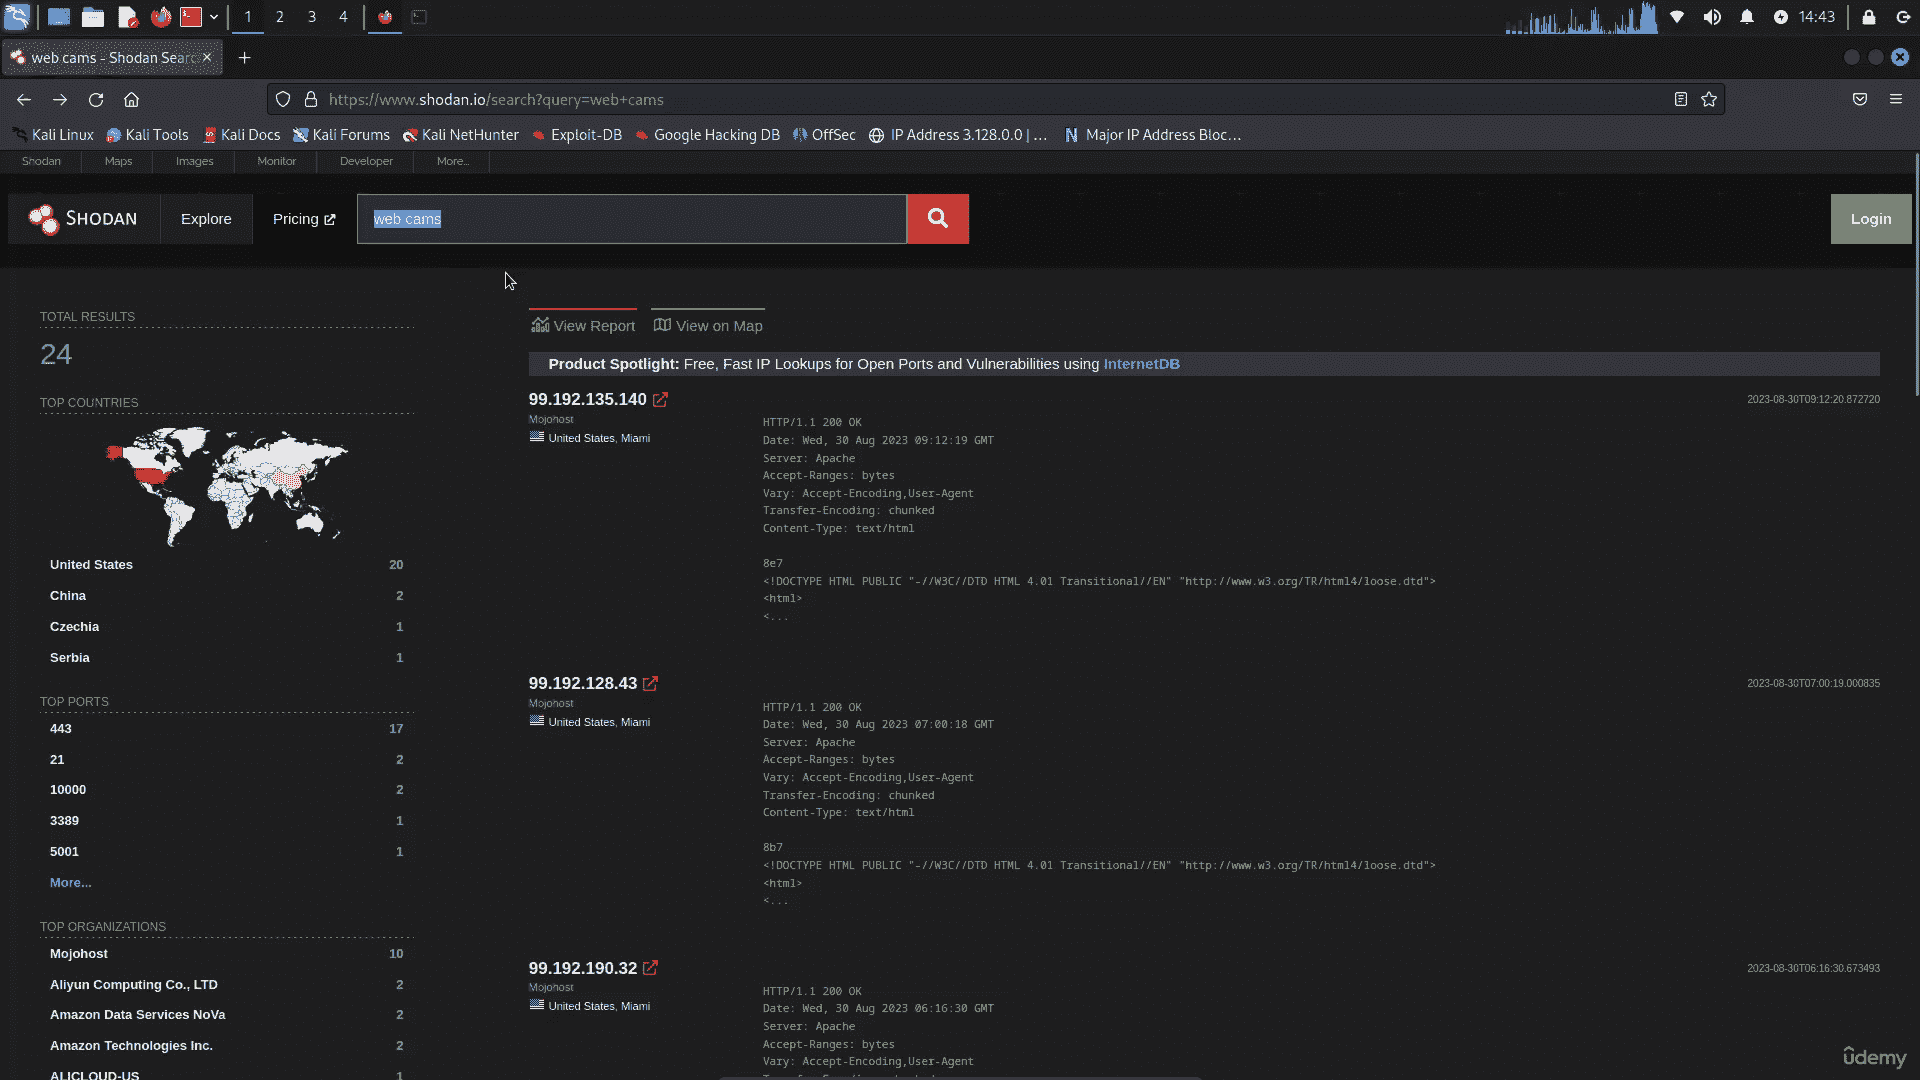 1 2 3 4 14:43
web cams - Shodan Searc
https://www.shodan.io/search?query=web+cams
Kali Linux Kali Tools Kali Docs Kali Forums Kali NetHunter Exploit-DB Google Hacking DB OffSec IP Address 3.128.0.0 | ... Major IP Address Bloc...
Shodan Maps Images Monitor Developer More...
SHODAN Explore Pricing web cams Login
TOTAL RESULTS
24
TOP COUNTRIES
United States 20
China 2
Czechia 1
Serbia 1
TOP PORTS
443 17
21 2
10000 2
3389 1
5001 1
More...
TOP ORGANIZATIONS
Mojohost 10
Aliyun Computing Co., LTD 2
Amazon Data Services NoVa 2
Amazon Technologies Inc. 2
ALICLOUD-US 1
View Report View on Map
Product Spotlight: Free, Fast IP Lookups for Open Ports and Vulnerabilities using InternetDB
99.192.135.140 2023-08-30T09:12:20.872720
Mojohost
United States, Miami
HTTP/1.1 200 OK
Date: Wed, 30 Aug 2023 09:12:19 GMT
Server: Apache
Accept-Ranges: bytes
Vary: Accept-Encoding,User-Agent
Transfer-Encoding: chunked
Content-Type: text/html
8e7
<!DOCTYPE HTML PUBLIC "-//W3C//DTD HTML 4.01 Transitional//EN" "http://www.w3.org/TR/html4/loose.dtd">
<html>
<...
99.192.128.43 2023-08-30T07:00:19.000835
Mojohost
United States, Miami
HTTP/1.1 200 OK
Date: Wed, 30 Aug 2023 07:00:18 GMT
Server: Apache
Accept-Ranges: bytes
Vary: Accept-Encoding,User-Agent
Transfer-Encoding: chunked
Content-Type: text/html
8b7
<!DOCTYPE HTML PUBLIC "-//W3C//DTD HTML 4.01 Transitional//EN" "http://www.w3.org/TR/html4/loose.dtd">
<html>
<...
99.192.190.32 2023-08-30T06:16:30.673493
Mojohost
United States, Miami
HTTP/1.1 200 OK
Date: Wed, 30 Aug 2023 06:16:30 GMT
Server: Apache
Accept-Ranges: bytes
Vary: Accept-Encoding,User-Agent
ûdemy